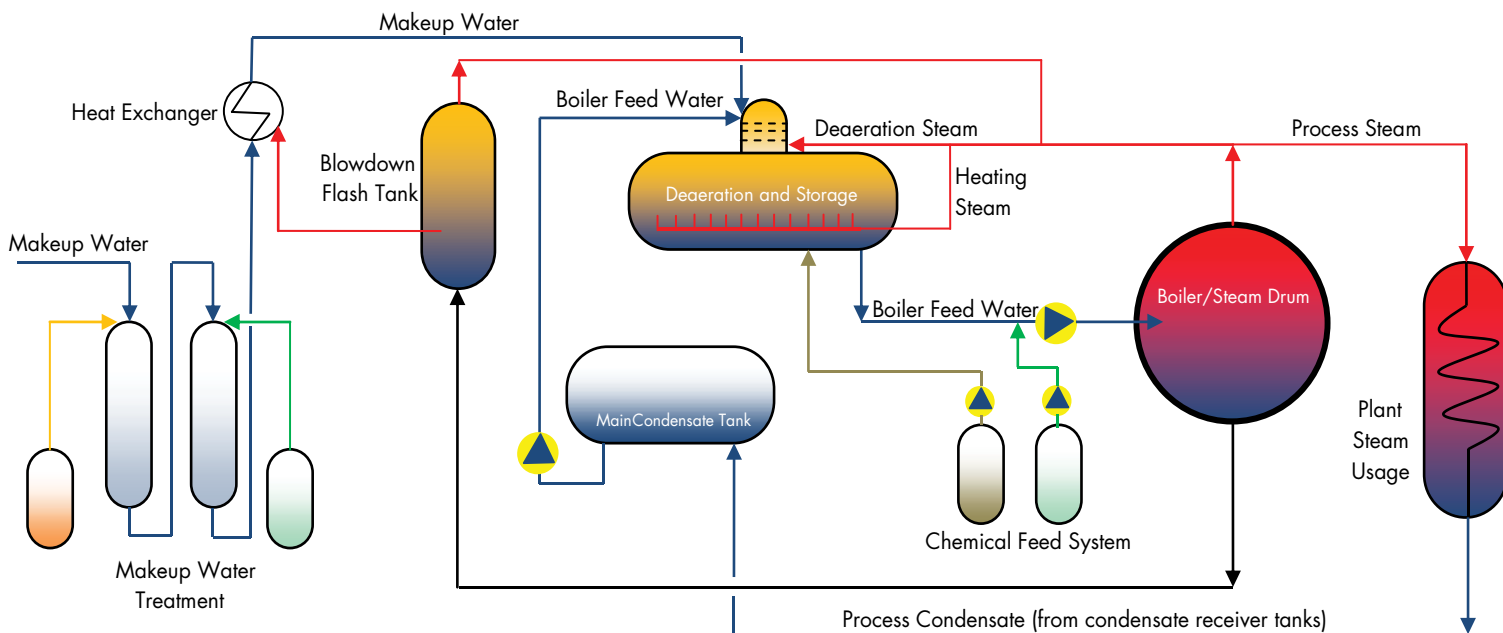 Makeup Water
Heat Exchanger
Boiler Feed Water
Deaeration Steam
Process Steam
Blowdown
Flash Tank
Heating
Steam
Deaeration and Storage
Makeup Water
Boiler Feed Water
Boiler/Steam Drum
MainCondensate Tank
Plant
Steam
Usage
Chemical Feed System
Makeup Water
Treatment
Process Condensate (from condensate receiver tanks)